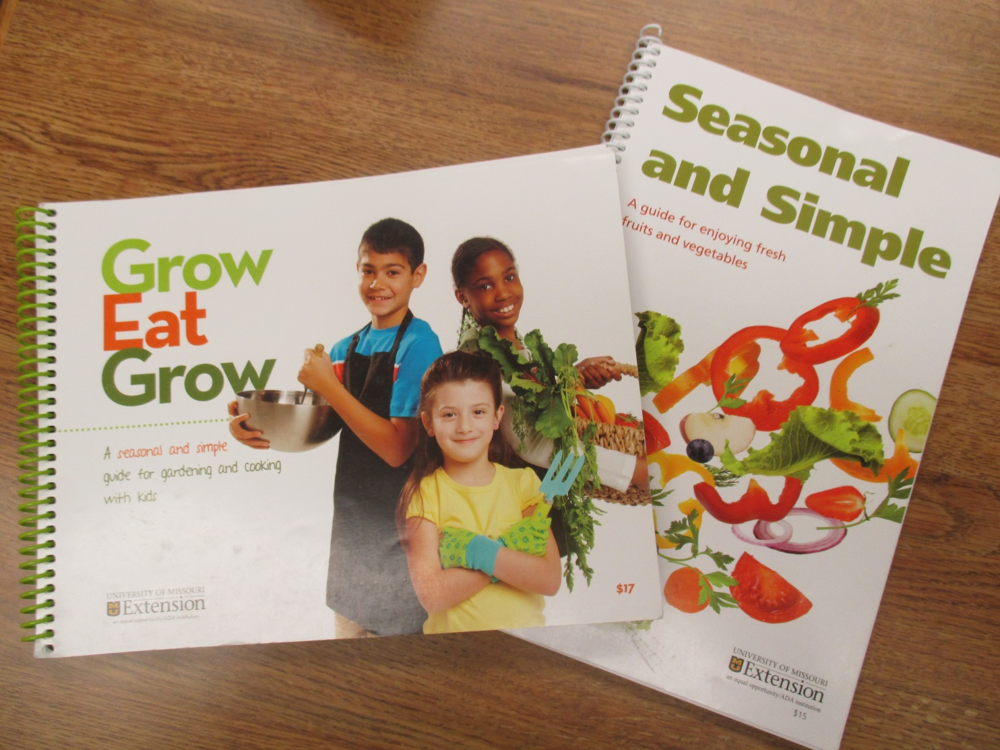 Grow
Eat
Grow
A seasonal and simple
guide for gardening and cooking
with kids
UNIVERSITY OF MISSOURI
MU Extension
an equal opportunity/ADA institution
$17
Seasonal
and Simple
A guide for enjoying fresh
fruits and vegetables
UNIVERSITY OF MISSOURI
MU Extension
an equal opportunity/ADA institution
$15